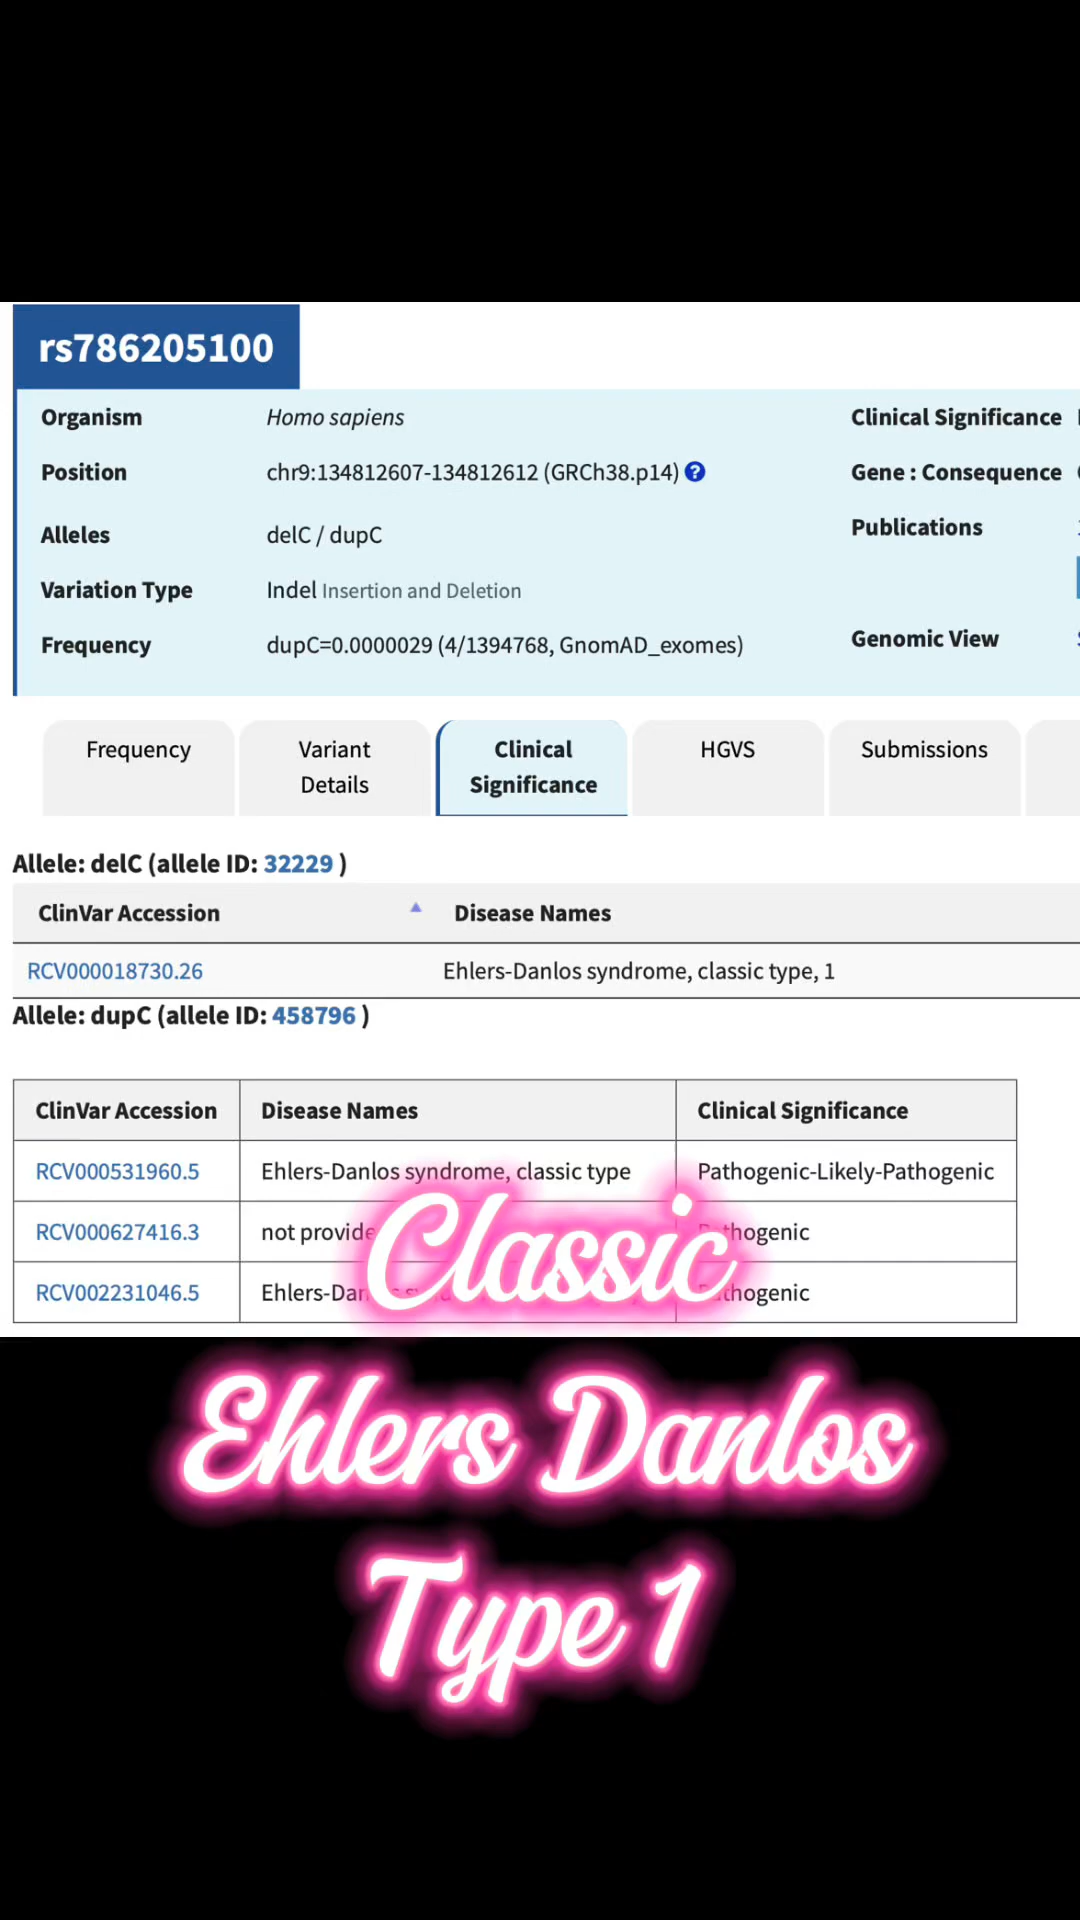 rs786205100
Organism Homo sapiens
Position chr9:134812607-134812612 (GRCh38.p14) ?
Alleles delC / dupC
Variation Type Indel Insertion and Deletion
Frequency dupC=0.0000029 (4/1394768, GnomAD_exomes)
Clinical Significance
Gene : Consequence
Publications
Genomic View
Frequency
Variant Details
Clinical Significance
HGVS
Submissions
Allele: delC (allele ID: 32229 )
ClinVar Accession Disease Names
RCV000018730.26 Ehlers-Danlos syndrome, classic type, 1
Allele: dupC (allele ID: 458796 )
ClinVar Accession Disease Names Clinical Significance
RCV000531960.5 Ehlers-Danlos syndrome, classic type Pathogenic-Likely-Pathogenic
RCV000627416.3 not provided Pathogenic
RCV002231046.5 Ehlers-Danlos Pathogenic
Classic
Ehlers Danlos
Type 1